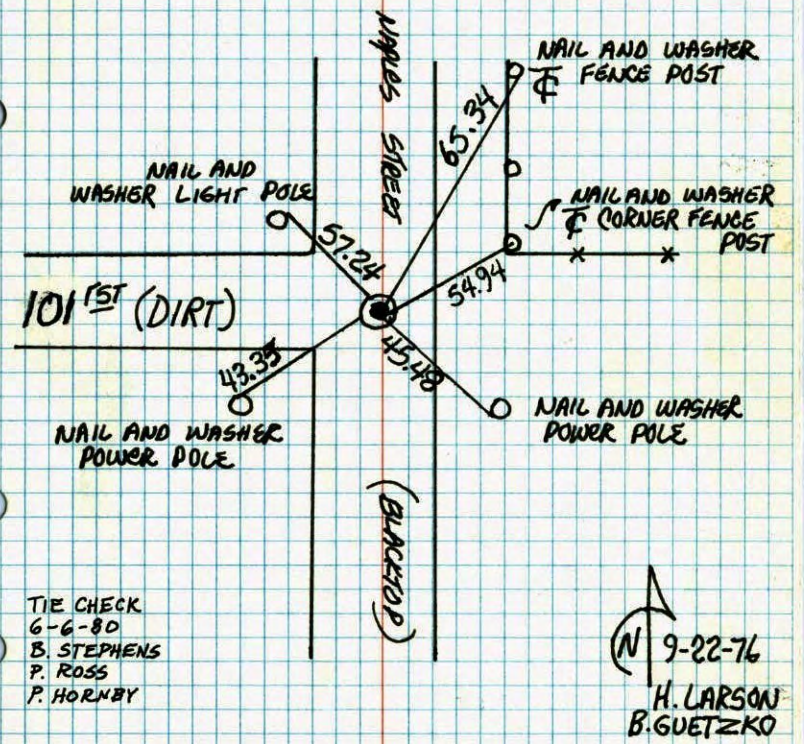 NAPLES STREET
NAIL AND WASHER
℄ FENCE POST
65.34
NAIL AND
WASHER LIGHT POLE
57.24
NAIL AND WASHER
℄ CORNER FENCE
POST
54.94
101ST (DIRT)
43.35
45.48
NAIL AND WASHER
POWER POLE
NAIL AND WASHER
POWER POLE
(BLACKTOP)
TIE CHECK
6-6-80
B. STEPHENS
P. ROSS
P. HORNBY
N
9-22-76
H. LARSON
B. GUETZKO